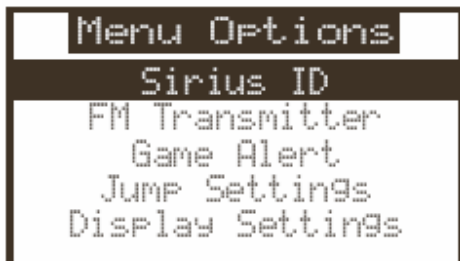 Menu Options
Sirius ID
FM Transmitter
Game Alert
Jump Settings
Display Settings